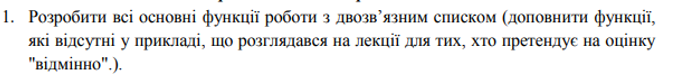 1. Розробити всі основні функції роботи з двозв’язним списком (доповнити функції,
які відсутні у прикладі, що розглядався на лекції для тих, хто претендує на оцінку
"відмінно".).